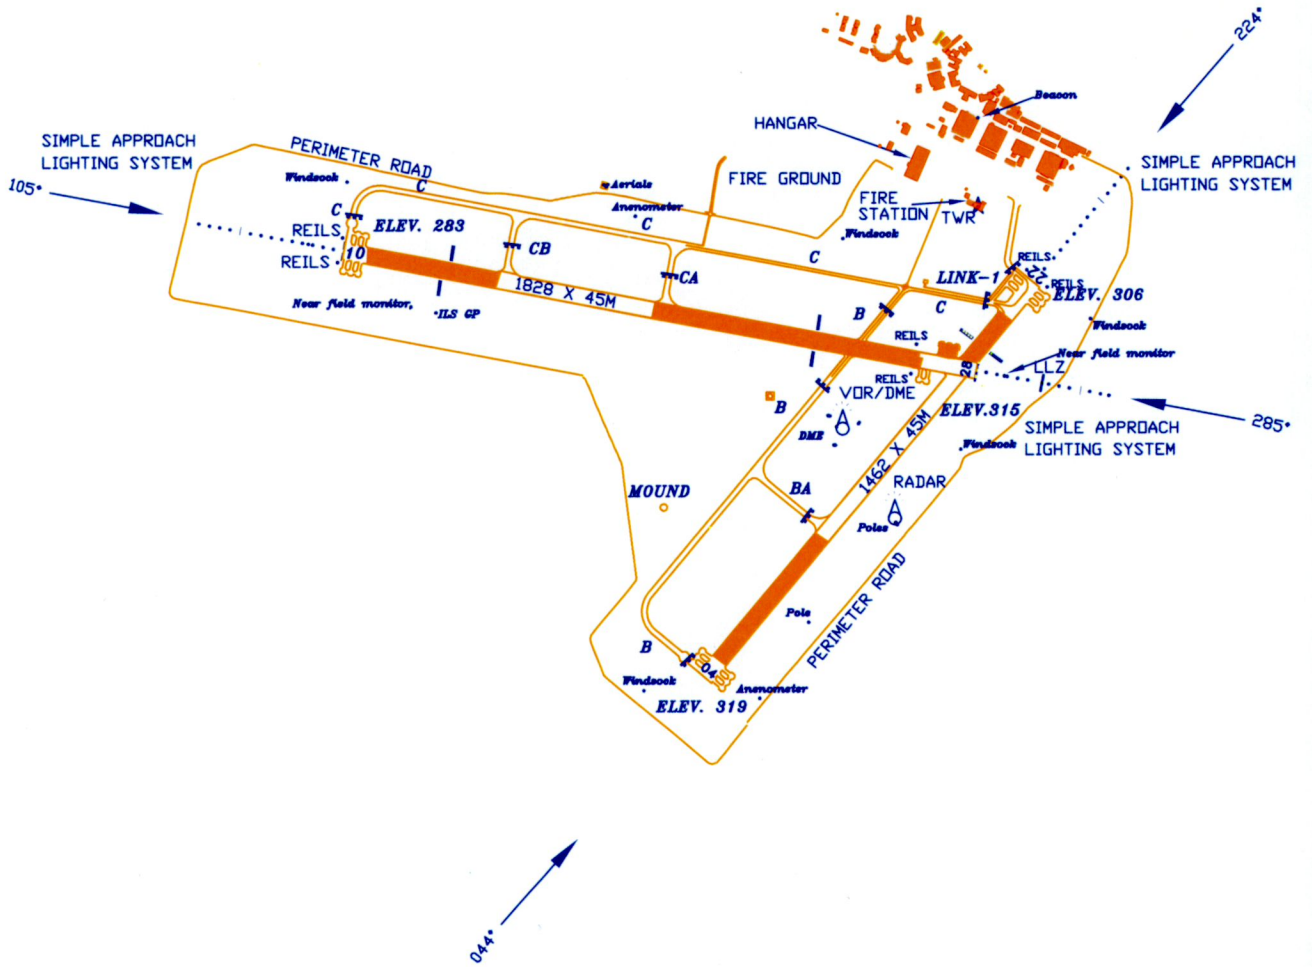 224°
Beacon
HANGAR
SIMPLE APPROACH
LIGHTING SYSTEM
PERIMETER ROAD
SIMPLE APPROACH
LIGHTING SYSTEM
105°
Windsock
C
Aerials
FIRE GROUND
FIRE
STATION
TWR
C
ELEV. 283
Anenometer
C
Windsock
REILS
REILS
10
CB
C
REILS
22
LINK-1
REILS
ELEV. 306
CA
1828 X 45M
Near field monitor,
ILS GP
B
C
Windsock
REILS
Near field monitor
28
LLZ
REILS
VOR/DME
B
ELEV.315
285°
SIMPLE APPROACH
LIGHTING SYSTEM
DME
1462 X 45M
Windsock
MOUND
BA
RADAR
Poles
Pole
PERIMETER ROAD
B
04
Windsock
Anenometer
ELEV. 319
044°